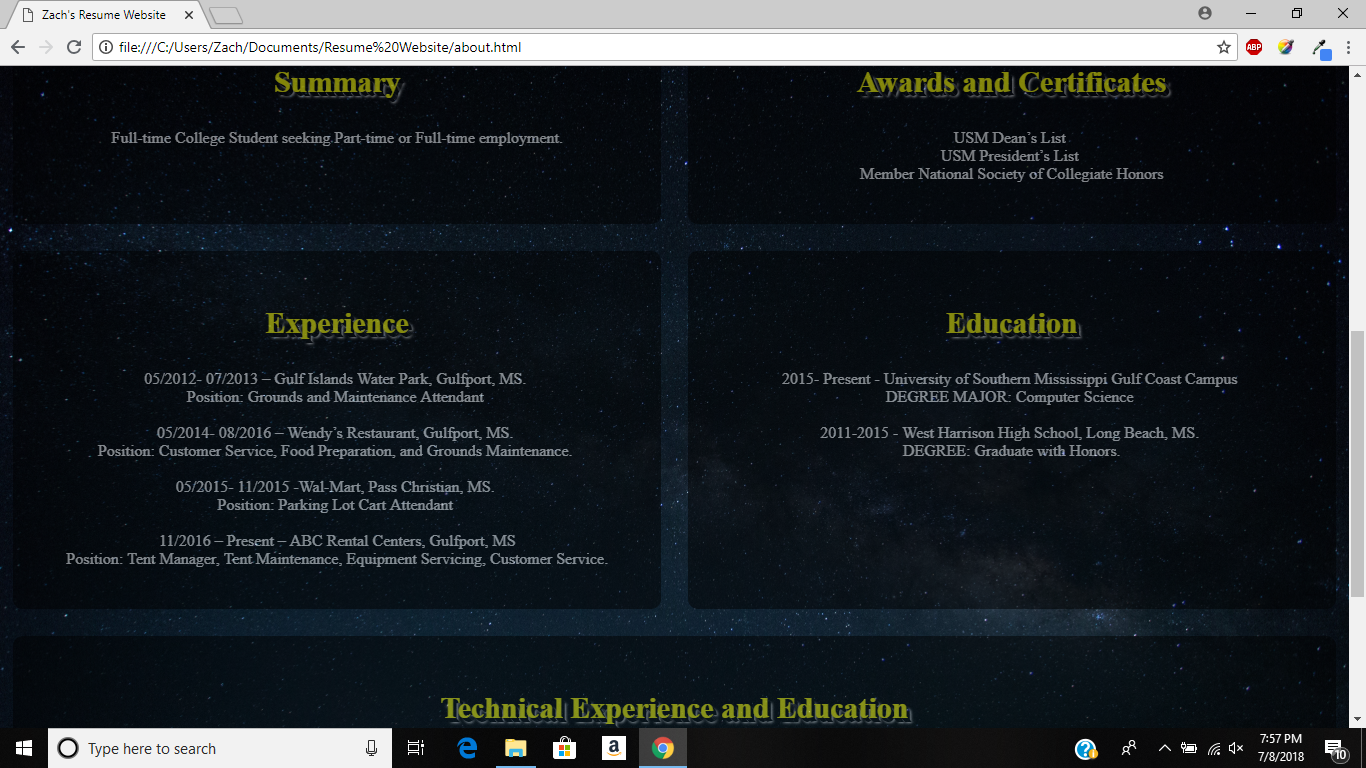 Zach's Resume Website
file:///C:/Users/Zach/Documents/Resume%20Website/about.html
ABP
Summary
Full-time College Student seeking Part-time or Full-time employment.
Awards and Certificates
USM Dean’s List
USM President’s List
Member National Society of Collegiate Honors
Experience
05/2012- 07/2013 – Gulf Islands Water Park, Gulfport, MS.
Position: Grounds and Maintenance Attendant
05/2014- 08/2016 – Wendy’s Restaurant, Gulfport, MS.
Position: Customer Service, Food Preparation, and Grounds Maintenance.
05/2015- 11/2015 -Wal-Mart, Pass Christian, MS.
Position: Parking Lot Cart Attendant
11/2016 – Present – ABC Rental Centers, Gulfport, MS
Position: Tent Manager, Tent Maintenance, Equipment Servicing, Customer Service.
Education
2015- Present - University of Southern Mississippi Gulf Coast Campus
DEGREE MAJOR: Computer Science
2011-2015 - West Harrison High School, Long Beach, MS.
DEGREE: Graduate with Honors.
Technical Experience and Education
Type here to search
7:57 PM
7/8/2018
10